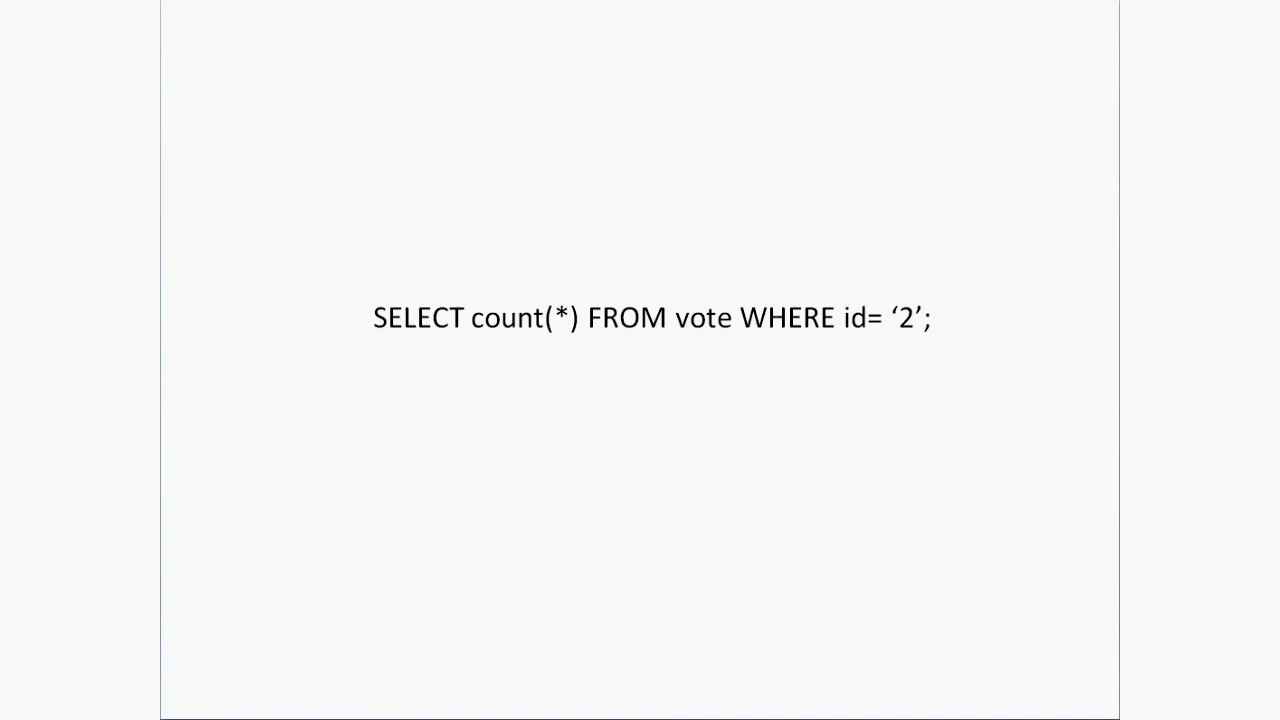 SELECT count(*) FROM vote WHERE id= ‘2’;